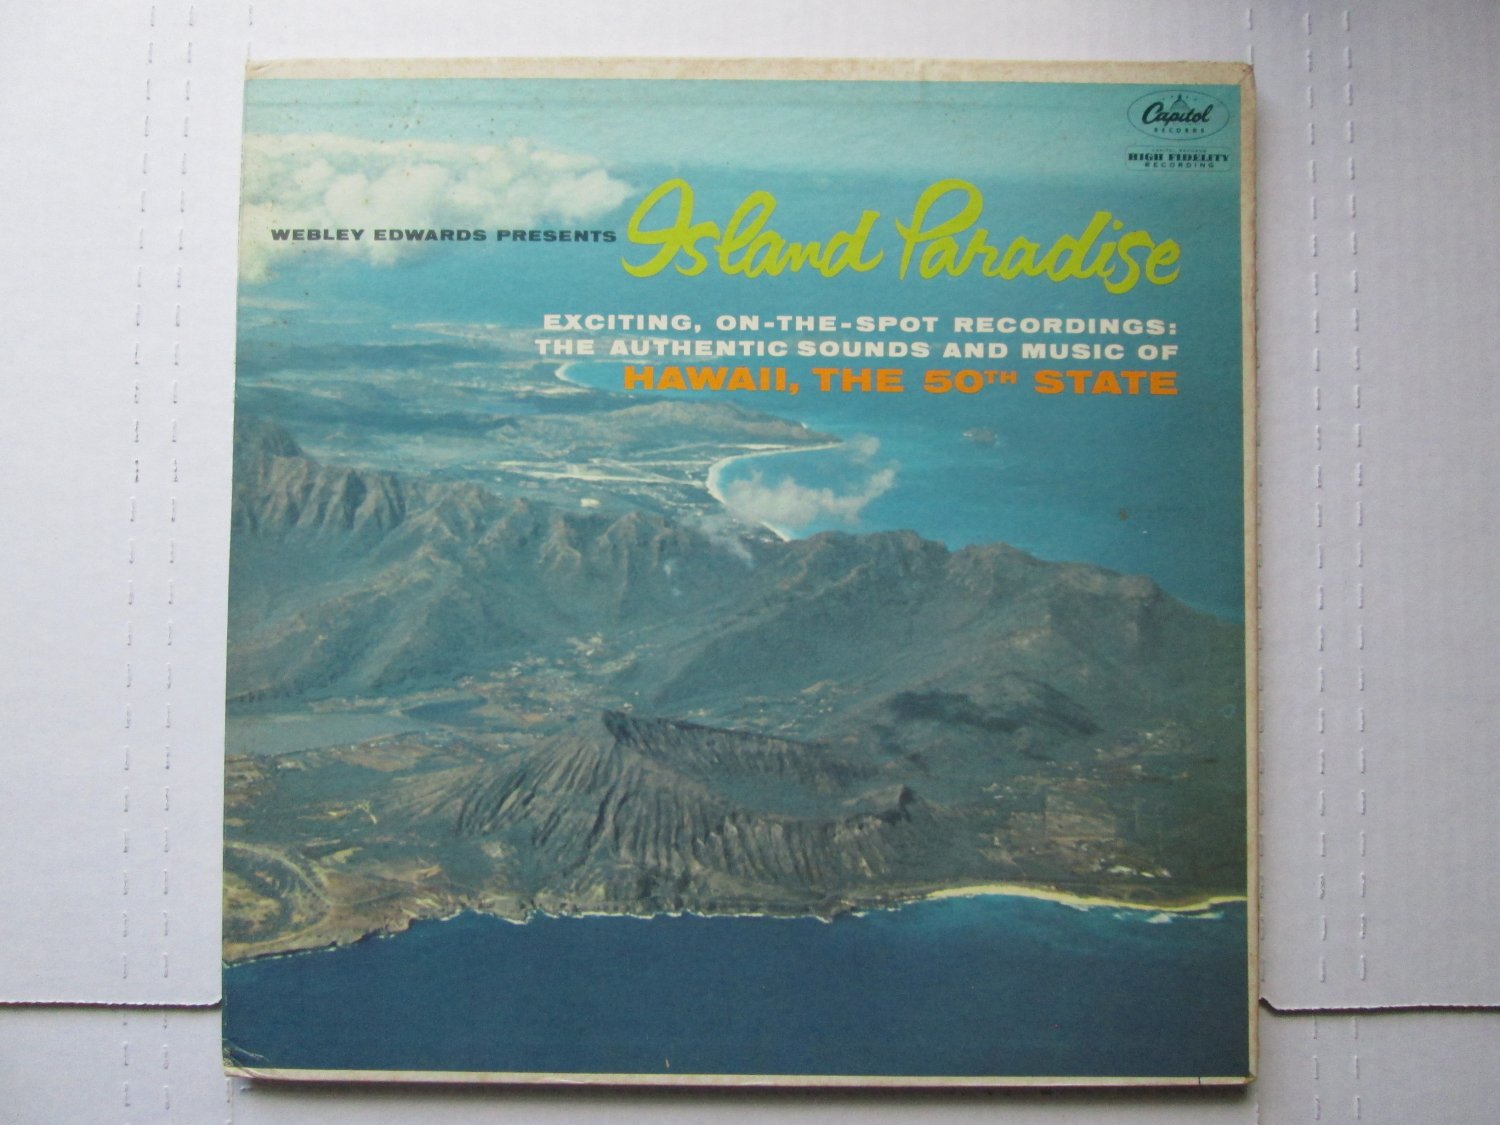 Capitol
RECORDS
HIGH FIDELITY
RECORDING
WEBLEY EDWARDS PRESENTS Island Paradise
EXCITING, ON-THE-SPOT RECORDINGS:
THE AUTHENTIC SOUNDS AND MUSIC OF
HAWAII, THE 50TH STATE